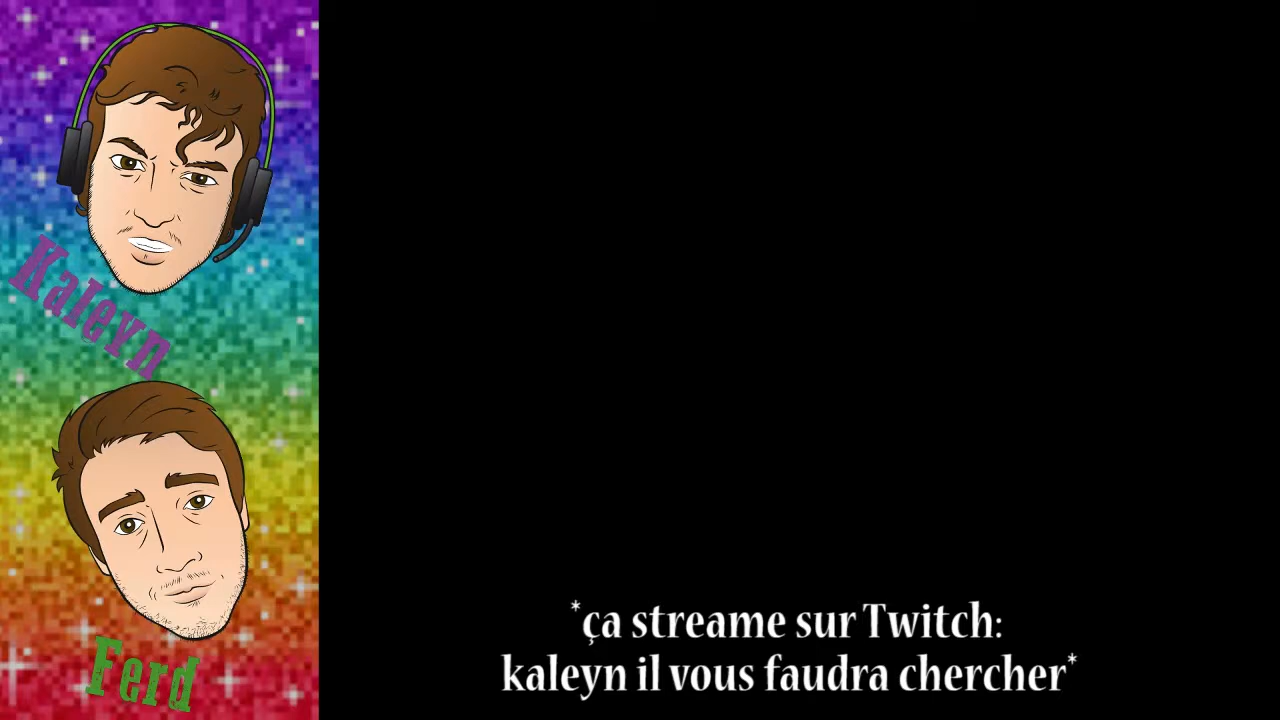 Kaleyn
Ferd
*ça streame sur Twitch:
kaleyn il vous faudra chercher*